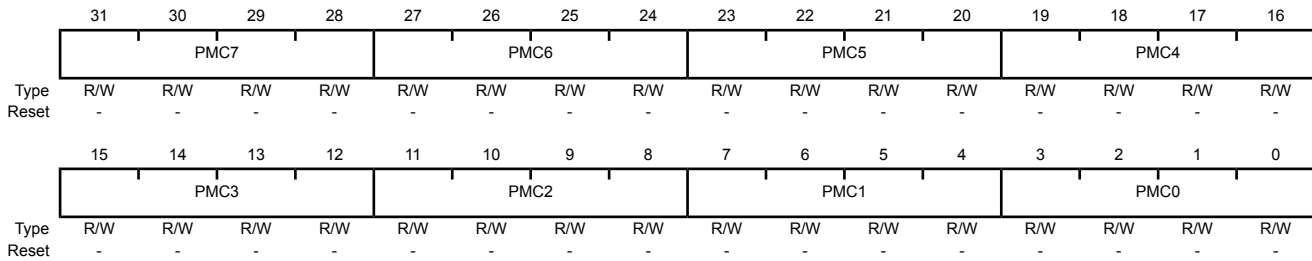 31 30 29 28 27 26 25 24 23 22 21 20 19 18 17 16
PMC7 PMC6 PMC5 PMC4
Type R/W R/W R/W R/W R/W R/W R/W R/W R/W R/W R/W R/W R/W R/W R/W R/W
Reset - - - - - - - - - - - - - - - -
15 14 13 12 11 10 9 8 7 6 5 4 3 2 1 0
PMC3 PMC2 PMC1 PMC0
Type R/W R/W R/W R/W R/W R/W R/W R/W R/W R/W R/W R/W R/W R/W R/W R/W
Reset - - - - - - - - - - - - - - - -